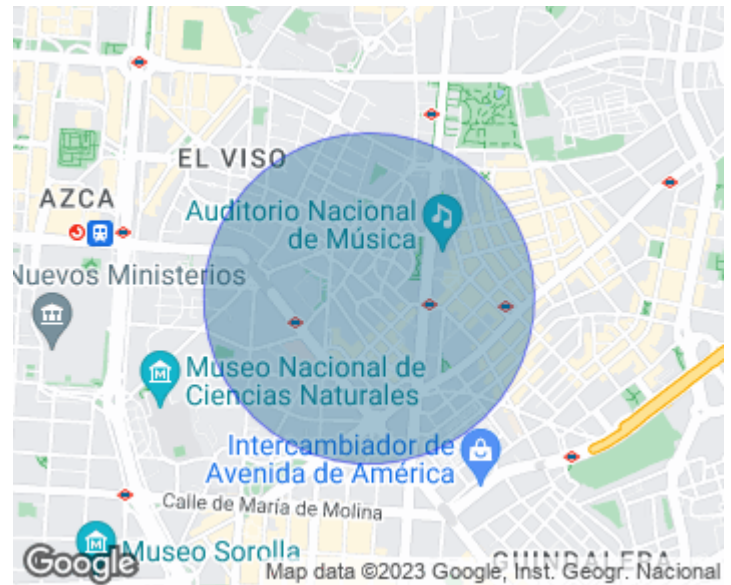 EL VISO
AZCA
Auditorio Nacional
de Música
Nuevos Ministerios
Museo Nacional de
Ciencias Naturales
Intercambiador de
Avenida de América
Calle de María de Molina
Museo Sorolla
GUINDALERA
Google
Map data ©2023 Google, Inst. Geogr. Nacional